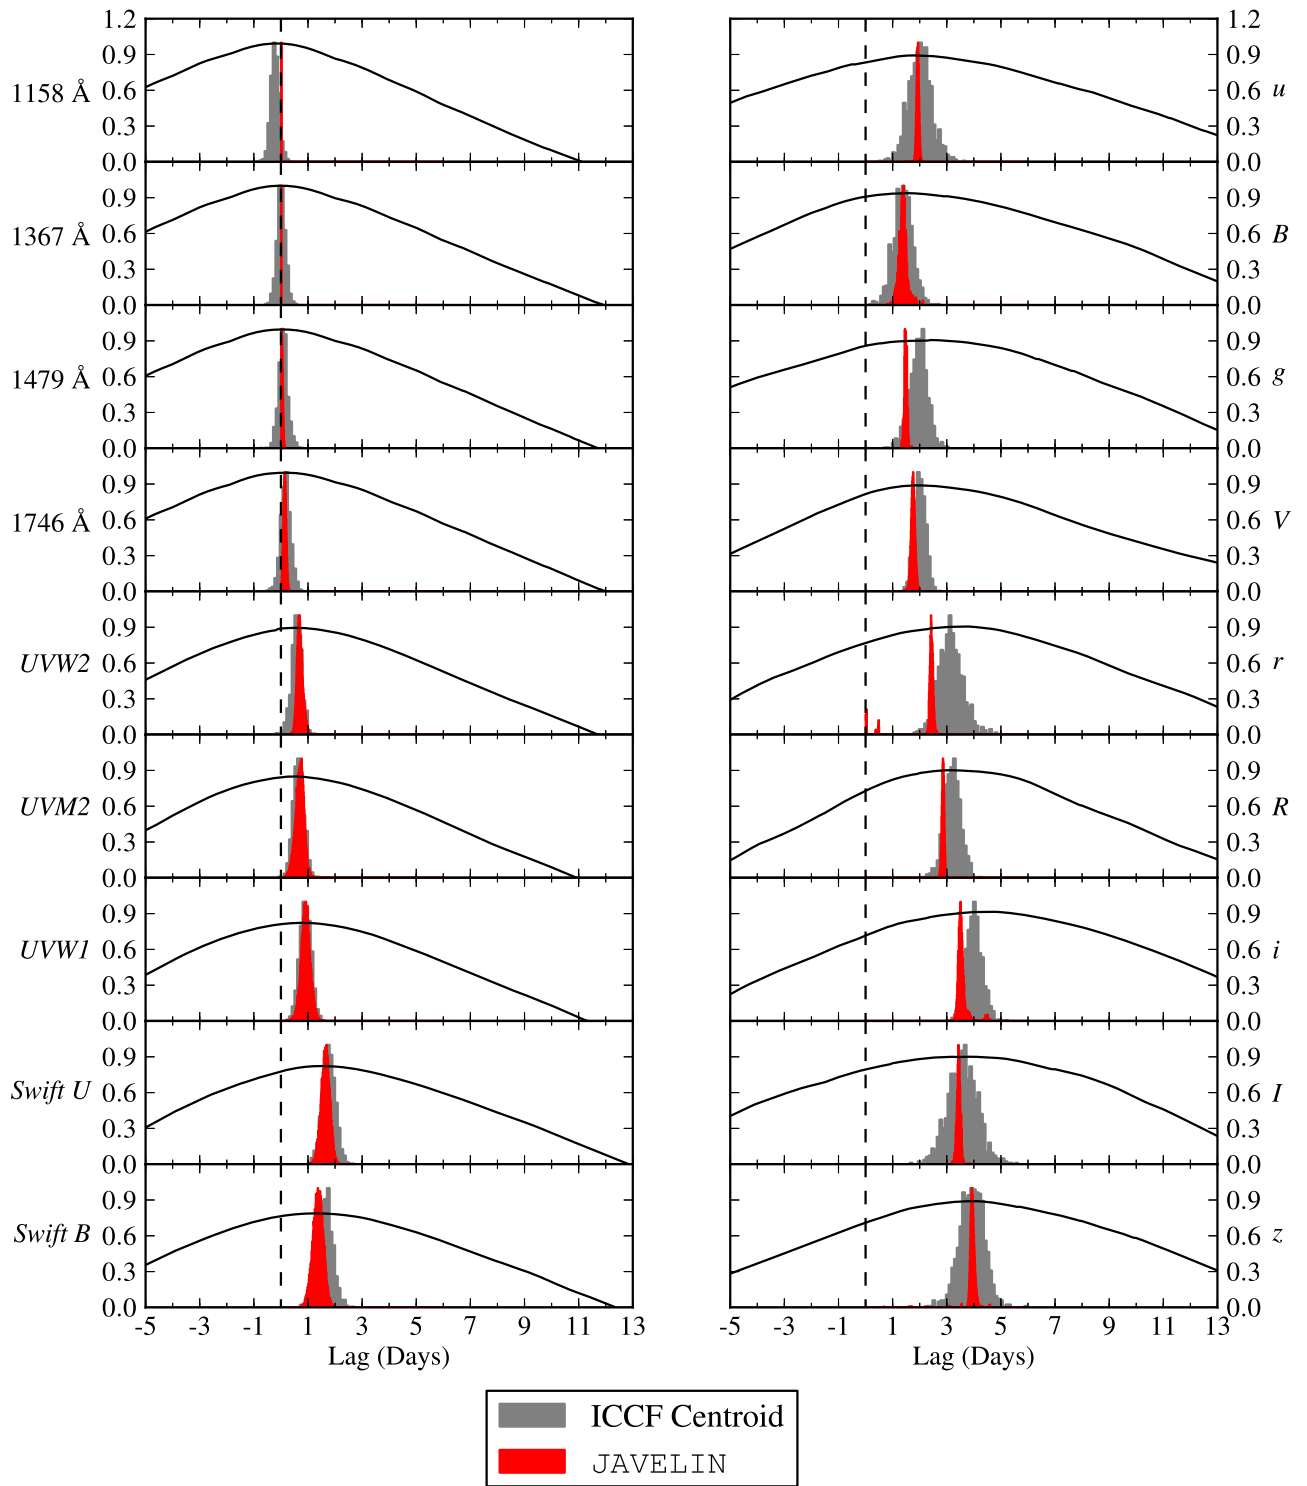 1.2 1.2
0.9 0.9
1158 Å 0.6 0.6 u
0.3 0.3
0.0 0.0
0.9 0.9
1367 Å 0.6 0.6 B
0.3 0.3
0.0 0.0
0.9 0.9
1479 Å 0.6 0.6 g
0.3 0.3
0.0 0.0
0.9 0.9
1746 Å 0.6 0.6 V
0.3 0.3
0.0 0.0
0.9 0.9
UVW2 0.6 0.6 r
0.3 0.3
0.0 0.0
0.9 0.9
UVM2 0.6 0.6 R
0.3 0.3
0.0 0.0
0.9 0.9
UVW1 0.6 0.6 i
0.3 0.3
0.0 0.0
0.9 0.9
Swift U 0.6 0.6 I
0.3 0.3
0.0 0.0
0.9 0.9
Swift B 0.6 0.6 z
0.3 0.3
0.0 0.0
-5 -3 -1 1 3 5 7 9 11 13 -5 -3 -1 1 3 5 7 9 11 13
Lag (Days) Lag (Days)
ICCF Centroid
JAVELIN